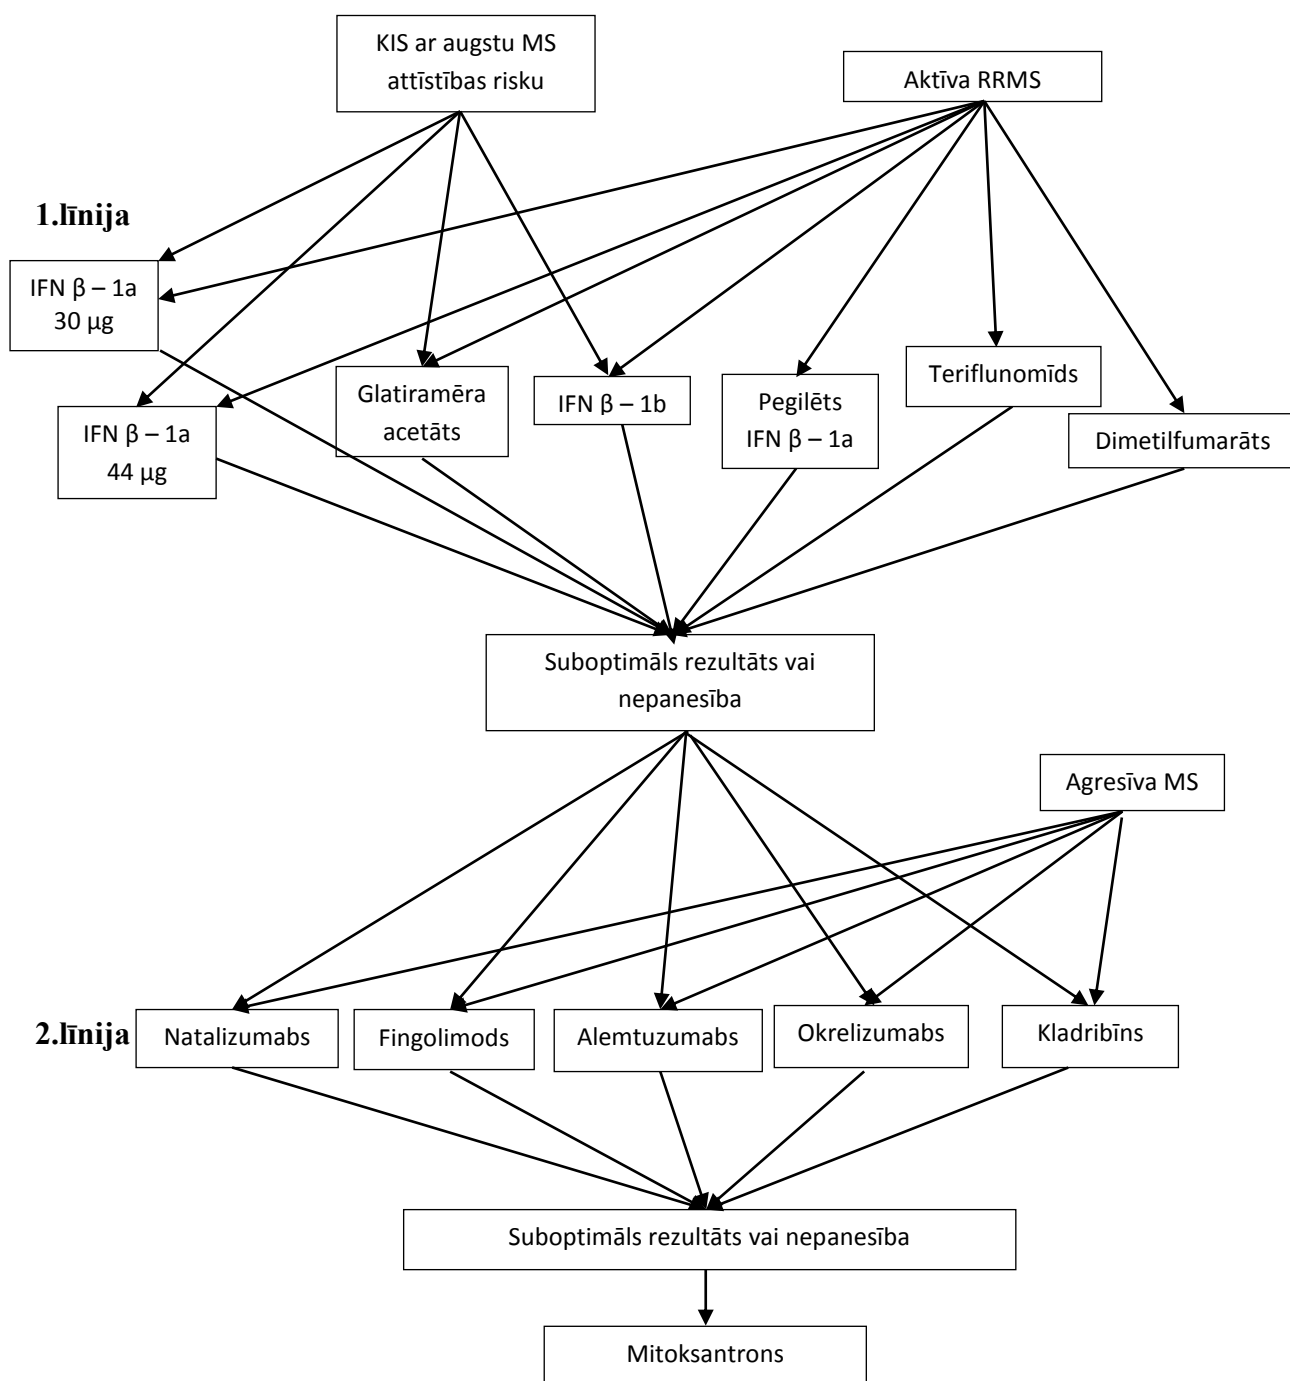 KIS ar augstu MS
attīstības risku
Aktīva RRMS
1.līnija
IFN β – 1a
30 µg
IFN β – 1a
44 µg
Glatiramēra
acetāts
IFN β – 1b
Pegilēts
IFN β – 1a
Teriflunomīds
Dimetilfumarāts
Suboptimāls rezultāts vai
nepanesība
Agresīva MS
2.līnija
Natalizumabs
Fingolimods
Alemtuzumabs
Okrelizumabs
Kladribīns
Suboptimāls rezultāts vai nepanesība
Mitoksantrons